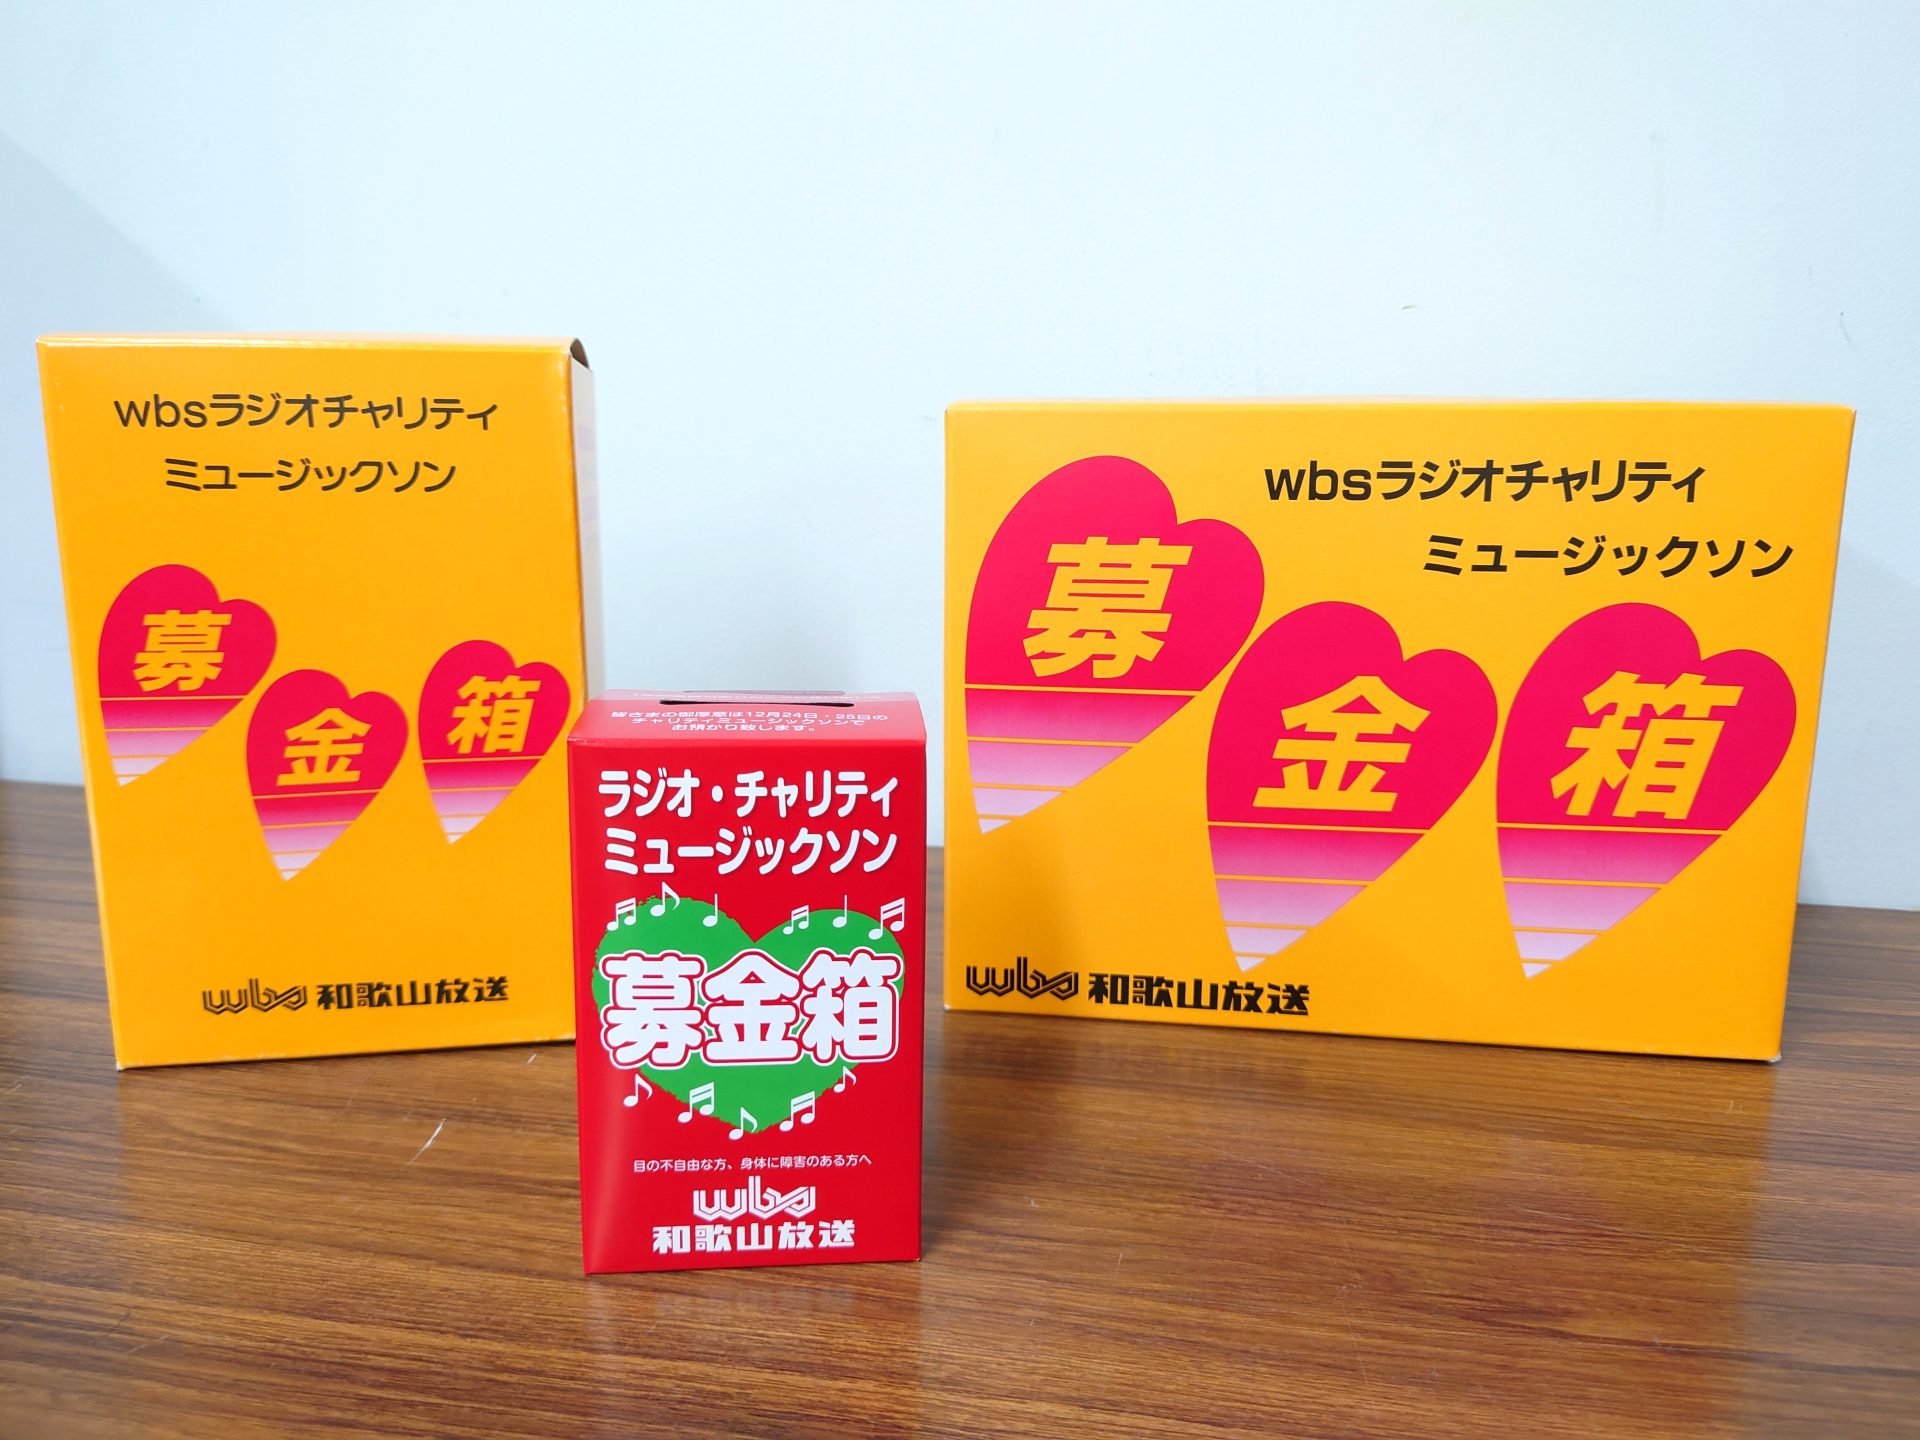 wbsラジオチャリティ
ミュージックソン
募
金
箱
wbs 和歌山放送
皆さまの御厚意は12月24日・25日の
チャリティミュージックソンで
お預かり致します。
ラジオ・チャリティ
ミュージックソン
募金箱
目の不自由な方、身体に障害のある方へ
wbs
和歌山放送
wbsラジオチャリティ
ミュージックソン
募
金
箱
wbs 和歌山放送